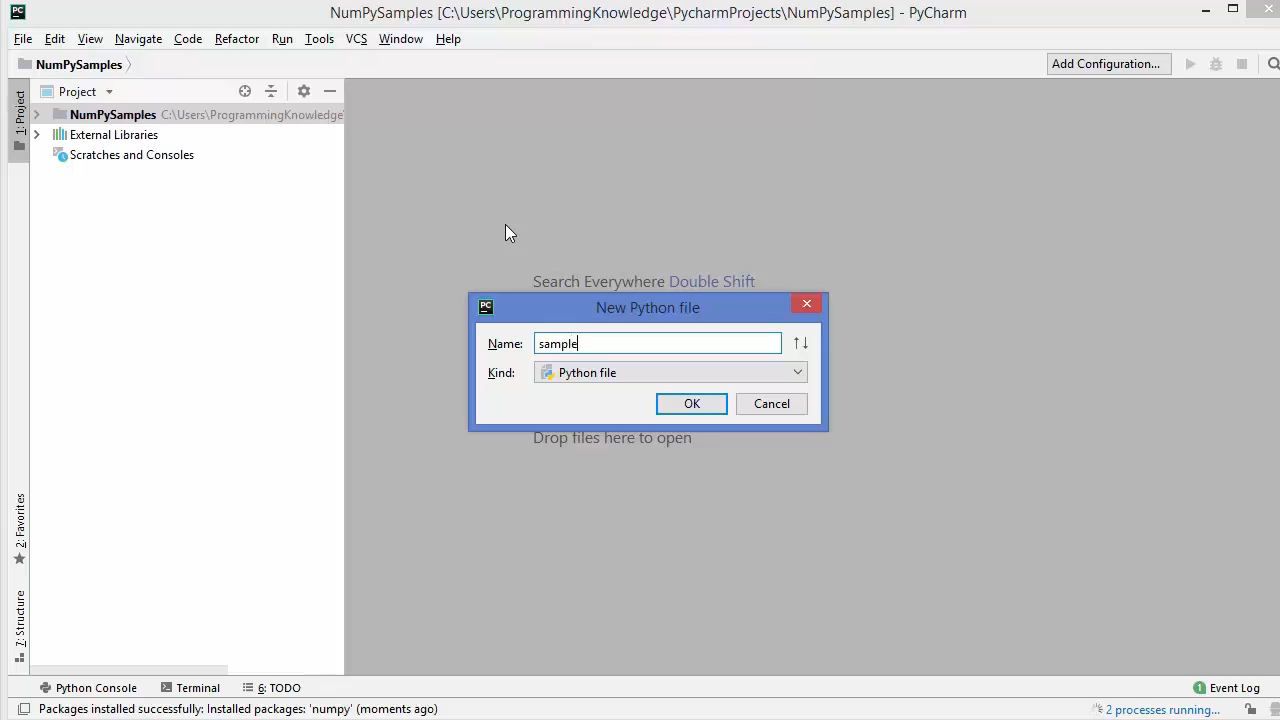 PC
NumPySamples [C:\Users\ProgrammingKnowledge\PycharmProjects\NumPySamples] - PyCharm
File Edit View Navigate Code Refactor Run Tools VCS Window Help
NumPySamples
Add Configuration...
1: Project
Project
NumPySamples C:\Users\ProgrammingKnowledge\
External Libraries
Scratches and Consoles
Search Everywhere Double Shift
PC
New Python file
Name: sample
Kind: Python file
OK Cancel
Drop files here to open
2: Favorites
7: Structure
Python Console Terminal 6: TODO
1 Event Log
Packages installed successfully: Installed packages: 'numpy' (moments ago)
2 processes running...